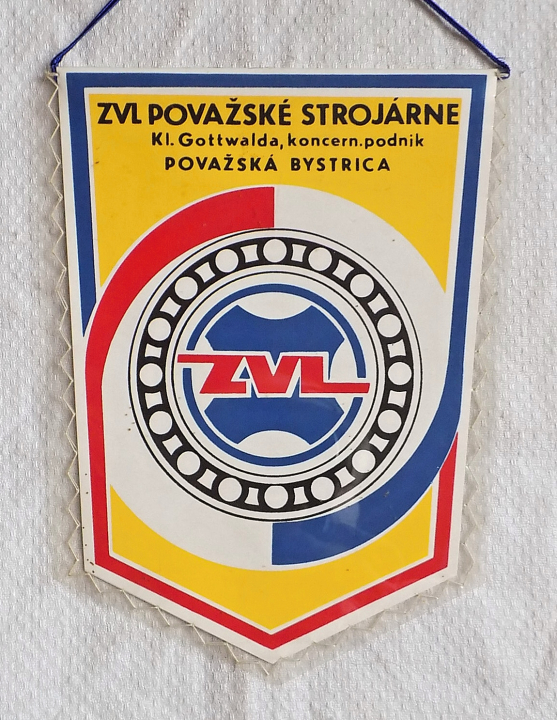 ZVL POVAŽSKÉ STROJÁRNE
Kl. Gottwalda, koncern. podnik
POVAŽSKÁ BYSTRICA
ZVL